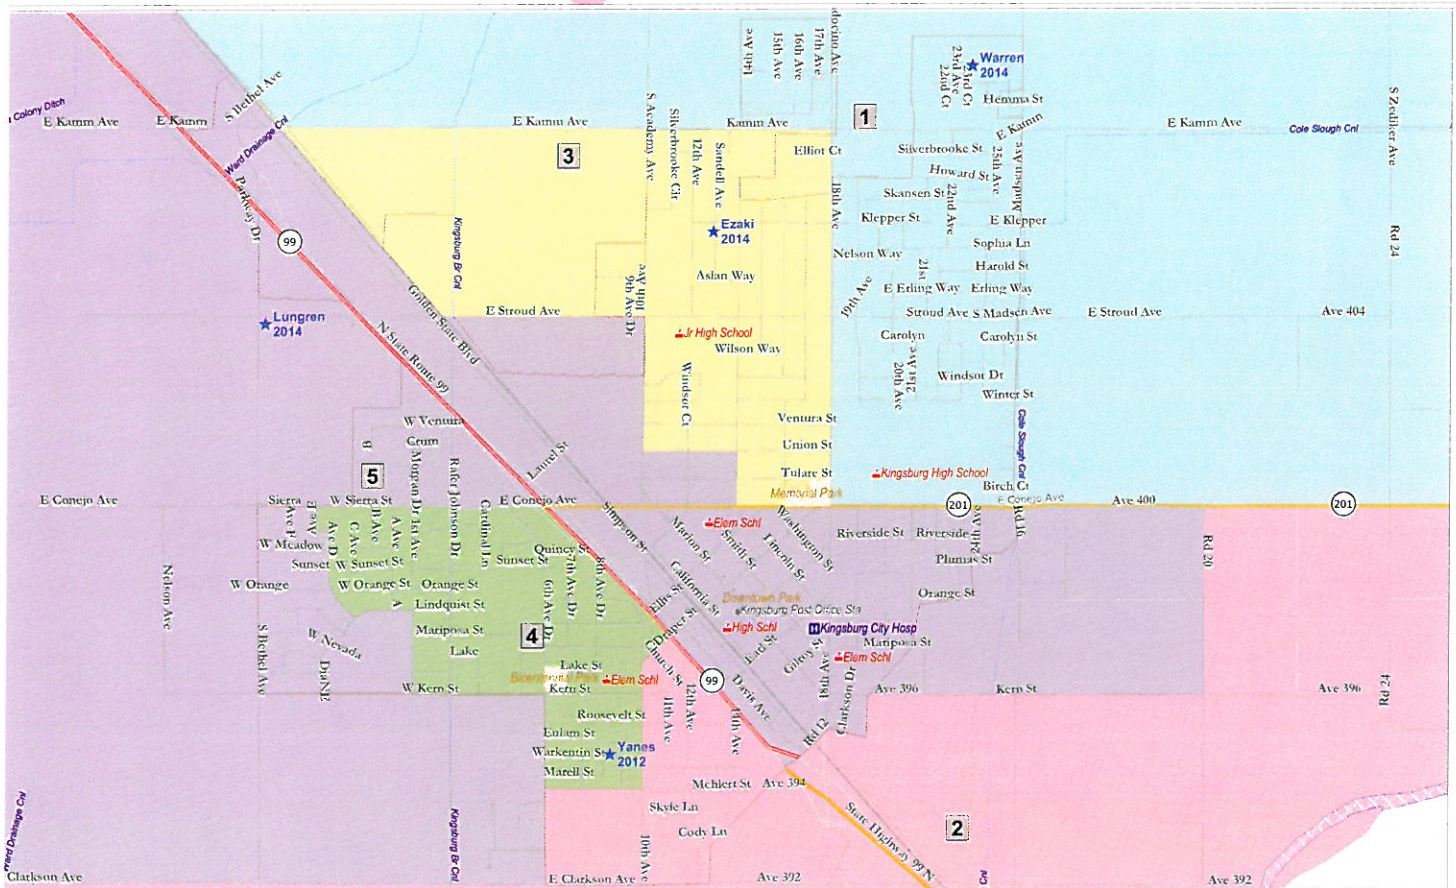 14th Ave
15th Ave
16th Ave
17th Ave
docino Ave
23rd Ave
23rd Ct
22nd Ct
Warren
2014
Hemma St
S Bethel Ave
Colony Ditch
E Kamm Ave
E Kamm
Ward Drainage Cnl
E Kamm Ave
Kamm Ave
1
E Kamm
E Kamm Ave
Cole Slough Cnl
S Zediker Ave
3
S Academy Ave
Silverbrooke Cir
12th Ave
Sandell Ave
Elliot Ct
Silverbrooke St
Howard St
25th Ave
Madsen Ave
Skansen St
22nd Ave
18th Ave
Klepper St
E Klepper
Parkway Dr
99
Kingsburg Br Cnl
Ezaki
2014
Rd 24
Sophia Ln
Nelson Way
Harold St
21st
Aslan Way
10th Ave
9th Ave Dr
19th Ave
E Erling Way
Erling Way
Golden State Blvd
E Stroud Ave
Stroud Ave
S Madsen Ave
E Stroud Ave
Ave 404
Lungren
2014
N State Route 99
Jr High School
Wilson Way
Carolyn
Carolyn St
21st Ave
20th Ave
Windsor Dr
Winter St
Windsor Ct
W Ventura
Ventura St
Crum
Union St
Cole Slough Cnl
Laurel St
5
Morgan Dr
1st Ave
Rafer Johnson Dr
Tulare St
Kingsburg High School
Birch Ct
Memorial Park
E Conejo Ave
Sierra
W Sierra St
E Conejo Ave
E Conejo Ave
Ave 400
201
201
Ave F
Ave E
Ave D
C Ave
B Ave
A Ave
Cardinal Ln
Simpson St
Marion St
Elem Schl
Smith St
Washington St
Lincoln St
Riverside St
Riverside
24th Ave
Rd 16
Rd 20
W Meadow
Sunset
W Sunset St
Sunset St
Quincy St
Plumas St
Nelson Ave
W Orange
W Orange St
Orange St
Lindquist St
7th Ave Dr
8th Ave Dr
6th Ave Dr
Ellis St
California St
Downtown Park
Kingsburg Post Office Sta
Orange St
A
Mariposa St
4
Draper St
High Schl
Kingsburg City Hosp
Mariposa St
W Nevada
Lake
Lake St
Church St
Earl St
Gilroy St
Elem Schl
S Bethel Ave
W Kern St
Bicentennial Park
Kern St
Elem Schl
99
Davis Ave
18th Ave
Clarkson Dr
Ave 396
Kern St
Ave 396
Rd 24
11th Ave
12th Ave
14th Ave
Roosevelt St
Eulam St
Rd 12
Warkentin St
Yanes
2012
Marell St
Mehlert St
Ave 394
Skyle Ln
Cody Ln
State Highway 99 N
2
Ward Drainage Cnl
Kingsburg Br Cnl
10th Ave
Clarkson Ave
E Clarkson Ave
Ave 392
Cnl
Ave 392